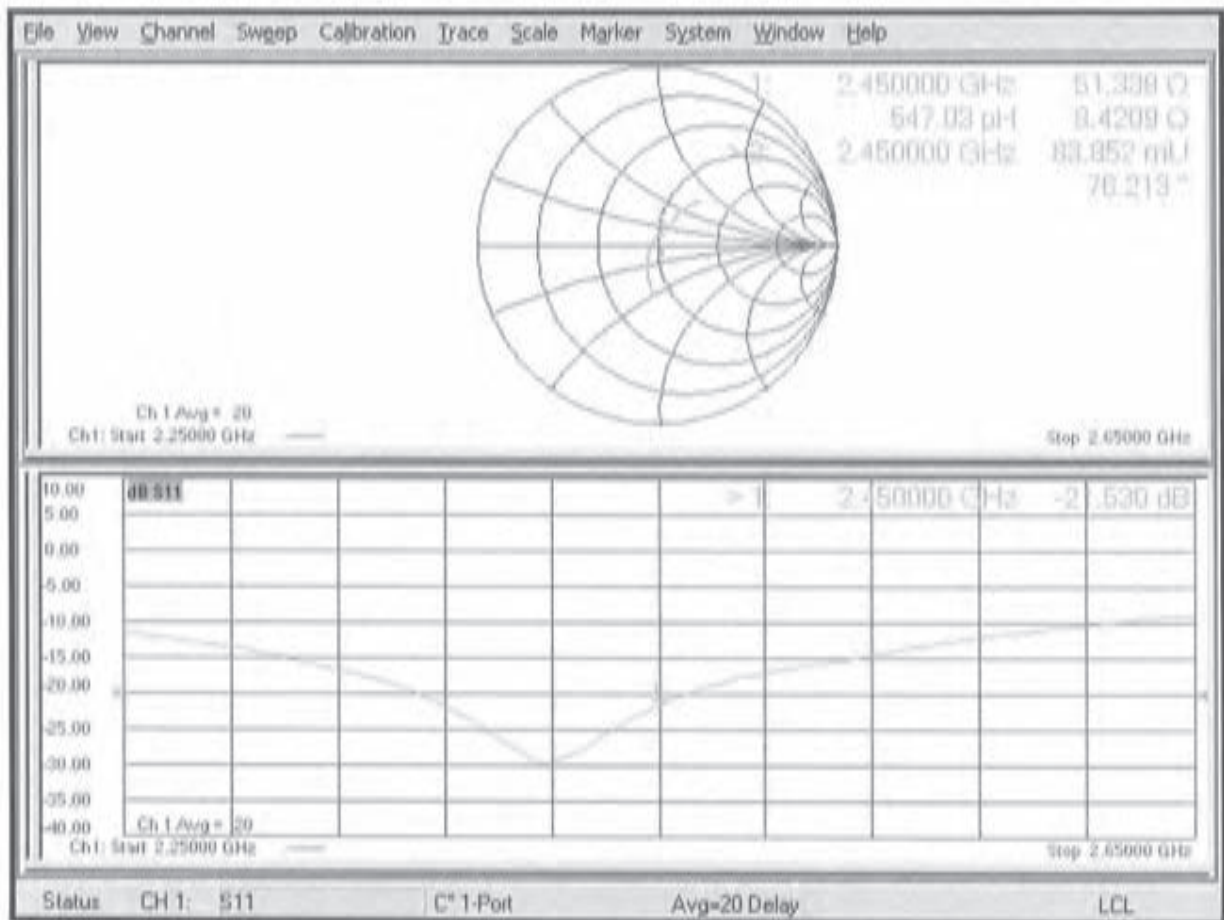 File View Channel Sweep Calibration Trace Scale Marker System Window Help
1: 2.450000 GHz 51.339 Ω
547.03 pH 8.4209 Ω
>2: 2.450000 GHz 83.852 mU
76.213 °
Ch 1 Avg = 20
Ch1: Start 2.25000 GHz
Stop 2.65000 GHz
10.00
dB S11
> 1: 2.450000 GHz -21.530 dB
5.00
0.00
-5.00
-10.00
-15.00
-20.00
-25.00
-30.00
-35.00
-40.00
Ch 1 Avg = 20
Ch1: Start 2.25000 GHz
Stop 2.65000 GHz
Status CH 1: S11 C* 1-Port Avg=20 Delay LCL